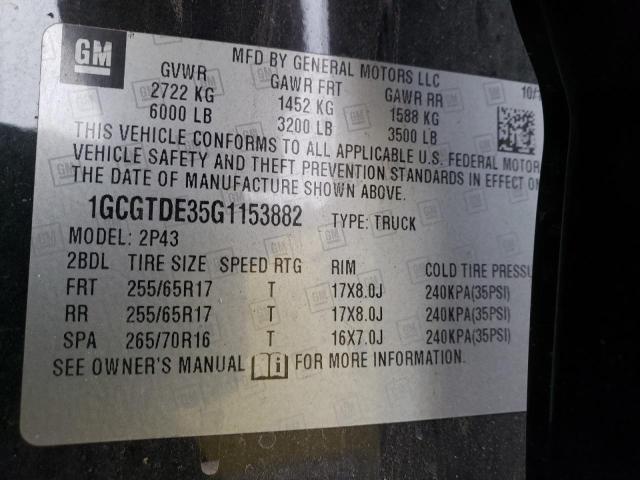 GM
MFD BY GENERAL MOTORS LLC
GVWR GAWR FRT GAWR RR 10/
2722 KG 1452 KG 1588 KG
6000 LB 3200 LB 3500 LB
THIS VEHICLE CONFORMS TO ALL APPLICABLE U.S. FEDERAL MOTOR
VEHICLE SAFETY AND THEFT PREVENTION STANDARDS IN EFFECT ON
THE DATE OF MANUFACTURE SHOWN ABOVE.
1GCGTDE35G1153882 TYPE: TRUCK
MODEL: 2P43
2BDL TIRE SIZE SPEED RTG RIM COLD TIRE PRESSU
FRT 255/65R17 T 17X8.0J 240KPA(35PSI)
RR 255/65R17 T 17X8.0J 240KPA(35PSI)
SPA 265/70R16 T 16X7.0J 240KPA(35PSI)
SEE OWNER'S MANUAL FOR MORE INFORMATION.